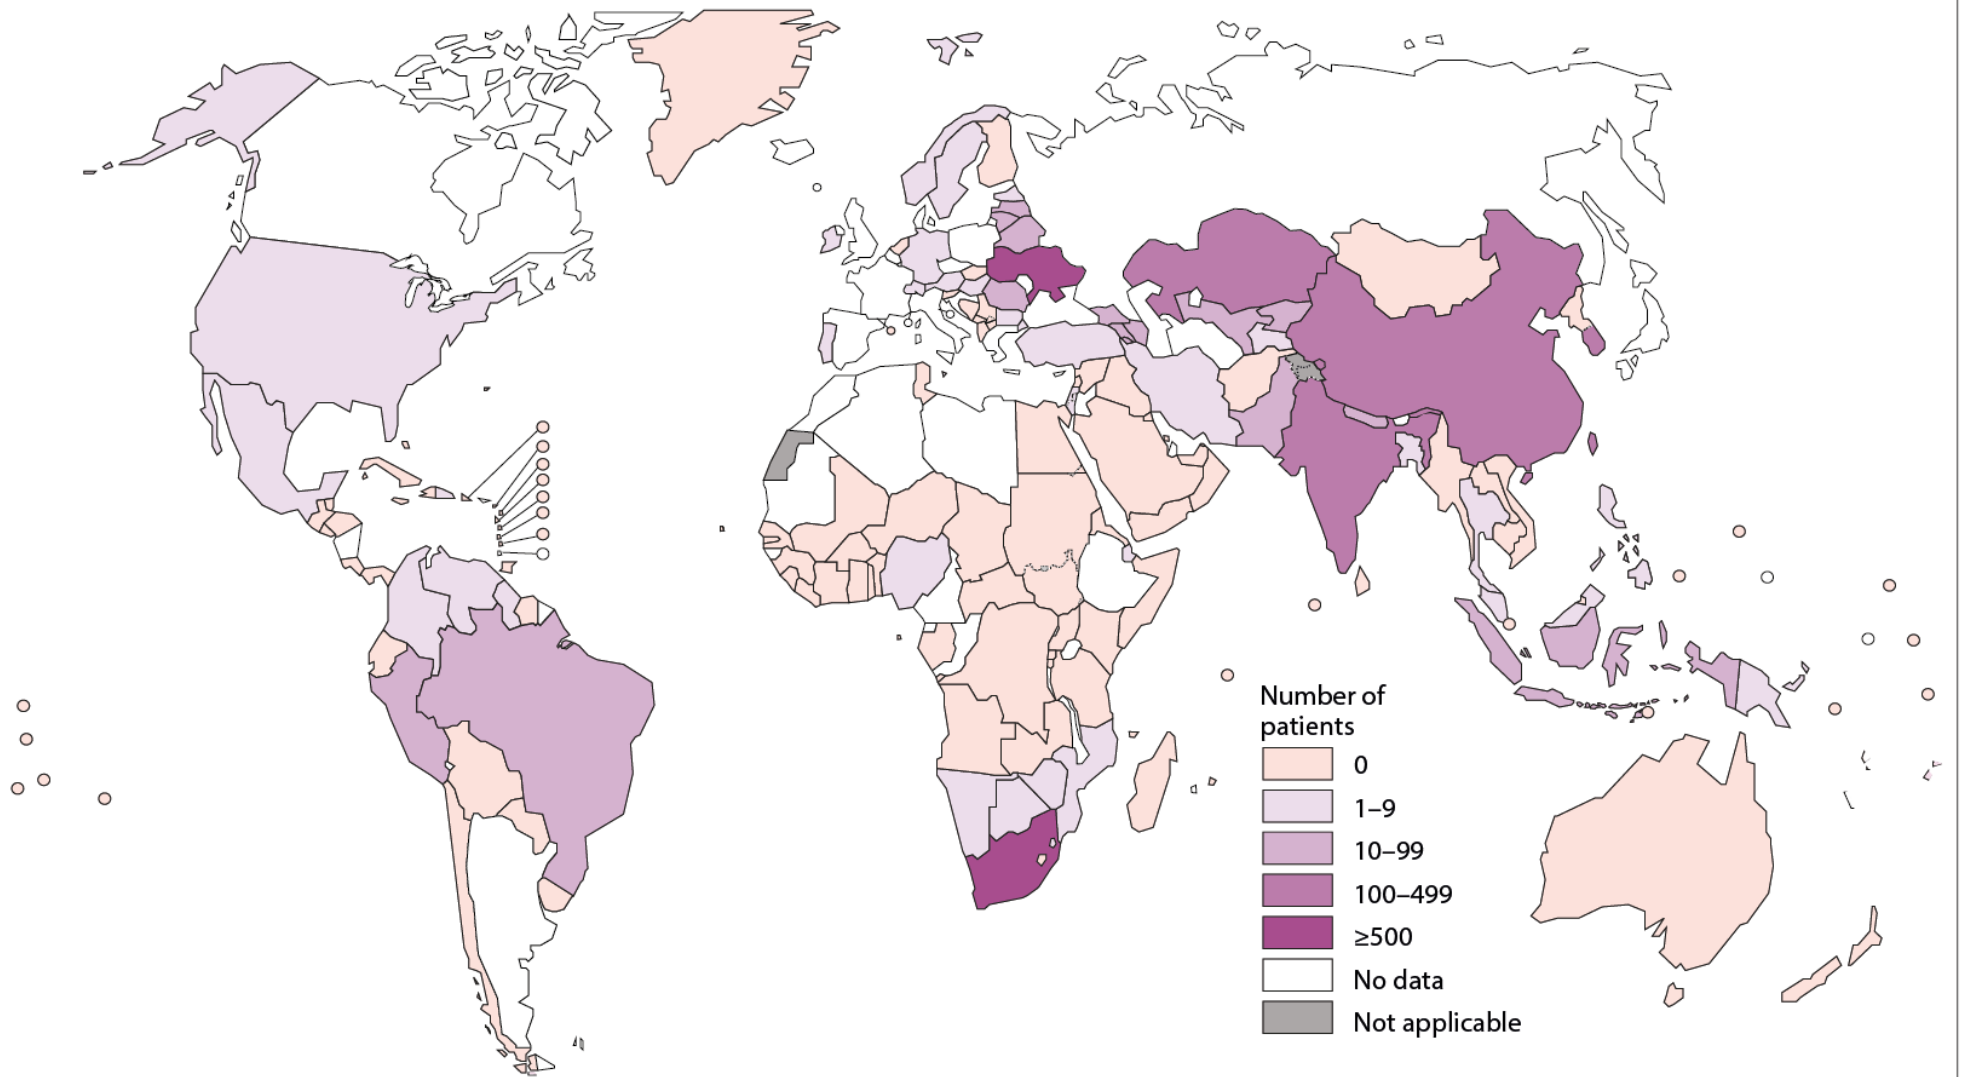 Number of
patients
0
1–9
10–99
100–499
≥500
No data
Not applicable